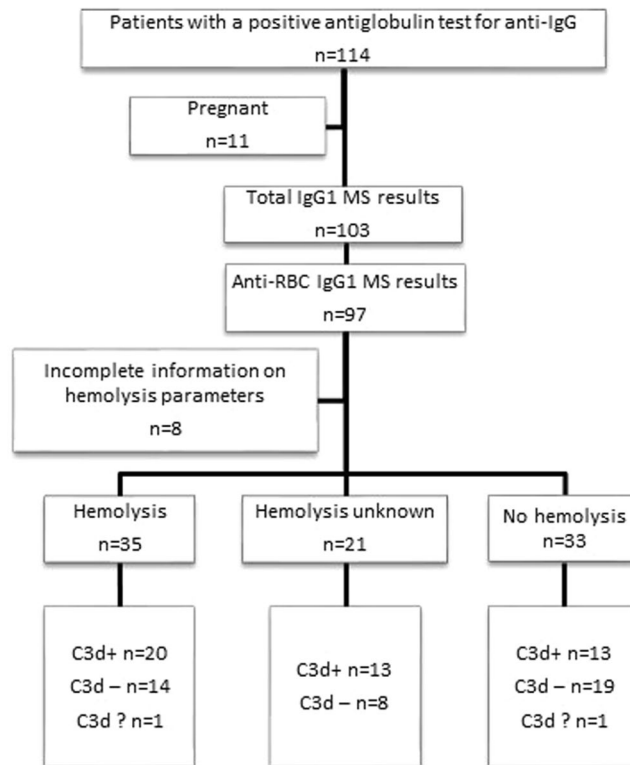 Patients with a positive antiglobulin test for anti-IgG
n=114
Pregnant
n=11
Total IgG1 MS results
n=103
Anti-RBC IgG1 MS results
n=97
Incomplete information on
hemolysis parameters
n=8
Hemolysis
n=35
Hemolysis unknown
n=21
No hemolysis
n=33
C3d+ n=20
C3d – n=14
C3d ? n=1
C3d+ n=13
C3d – n=8
C3d+ n=13
C3d – n=19
C3d ? n=1